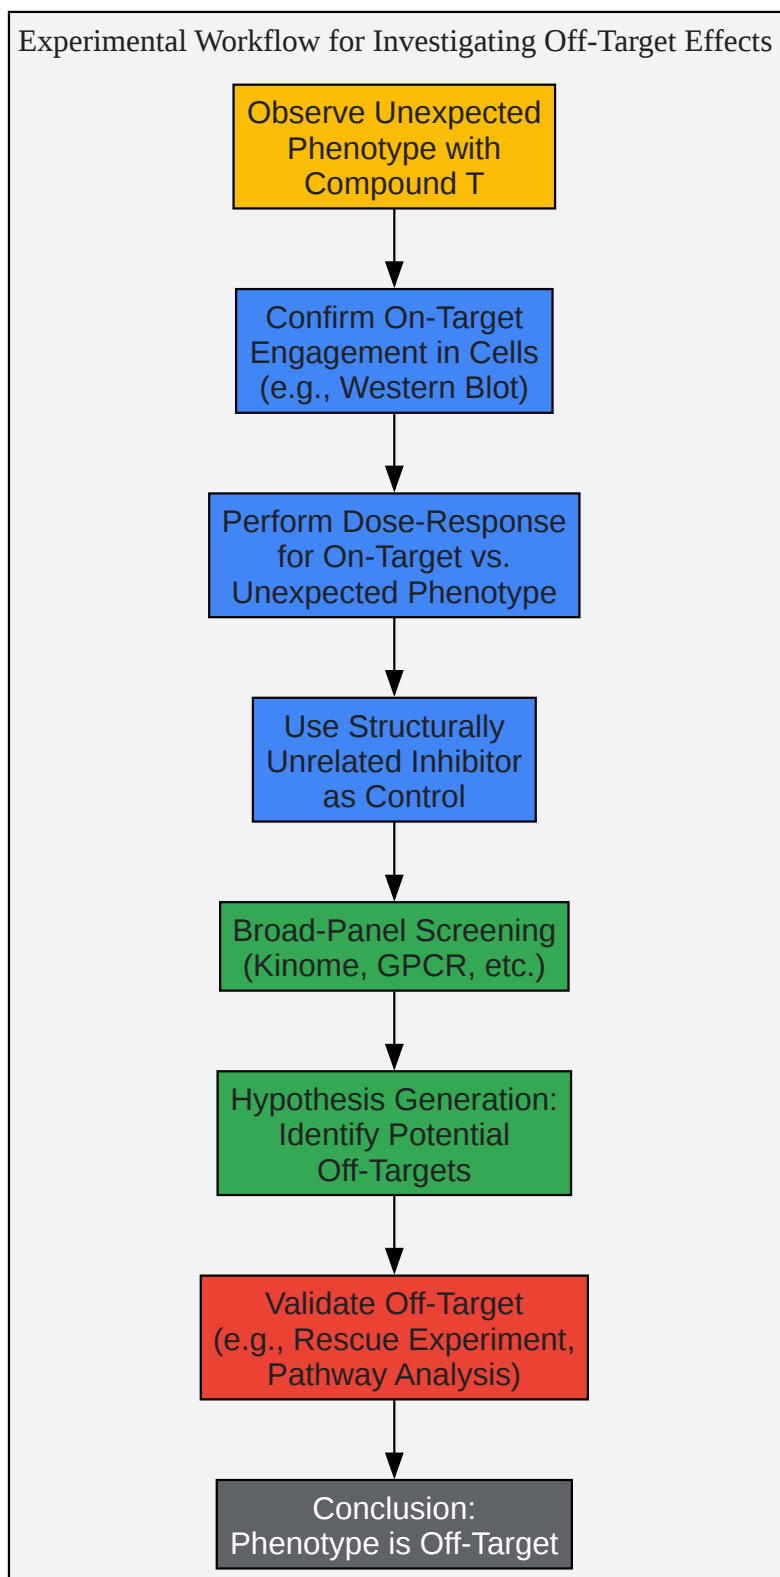 Experimental Workflow for Investigating Off-Target Effects
Observe Unexpected
Phenotype with
Compound T
Confirm On-Target
Engagement in Cells
(e.g., Western Blot)
Perform Dose-Response
for On-Target vs.
Unexpected Phenotype
Use Structurally
Unrelated Inhibitor
as Control
Broad-Panel Screening
(Kinome, GPCR, etc.)
Hypothesis Generation:
Identify Potential
Off-Targets
Validate Off-Target
(e.g., Rescue Experiment,
Pathway Analysis)
Conclusion:
Phenotype is Off-Target